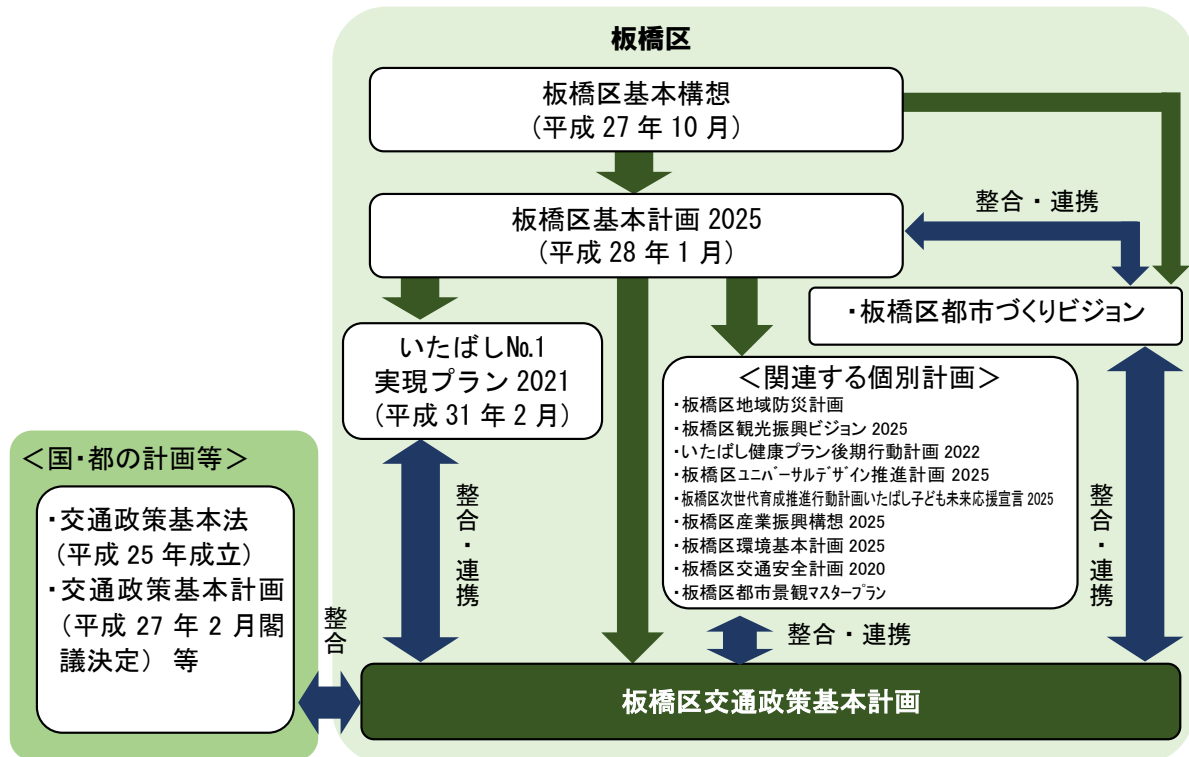 板橋区
板橋区基本構想
(平成 27 年 10 月)
板橋区基本計画 2025
(平成 28 年 1 月)
整合・連携
・板橋区都市づくりビジョン
いたばし№1
実現プラン 2021
(平成 31 年 2 月)
＜関連する個別計画＞
・板橋区地域防災計画
・板橋区観光振興ビジョン 2025
・いたばし健康プラン後期行動計画 2022
・板橋区ﾕﾆﾊﾞｰｻﾙﾃﾞｻﾞｲﾝ推進計画 2025
・板橋区次世代育成推進行動計画いたばし子ども未来応援宣言 2025
・板橋区産業振興構想 2025
・板橋区環境基本計画 2025
・板橋区交通安全計画 2020
・板橋区都市景観ﾏｽﾀｰﾌﾟﾗﾝ
＜国・都の計画等＞
・交通政策基本法
(平成 25 年成立)
・交通政策基本計画
(平成 27 年 2 月閣
議決定) 等
整合
整合・連携
整合・連携
整合・連携
板橋区交通政策基本計画